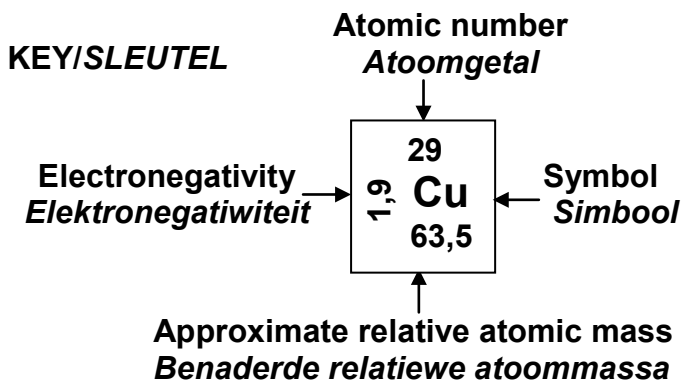 Atomic number
KEY/SLEUTEL
Atoomgetal
29
Electronegativity
Symbol
1,9
Cu
Elektronegatiwiteit
Simbool
63,5
Approximate relative atomic mass
Benaderde relatiewe atoommassa